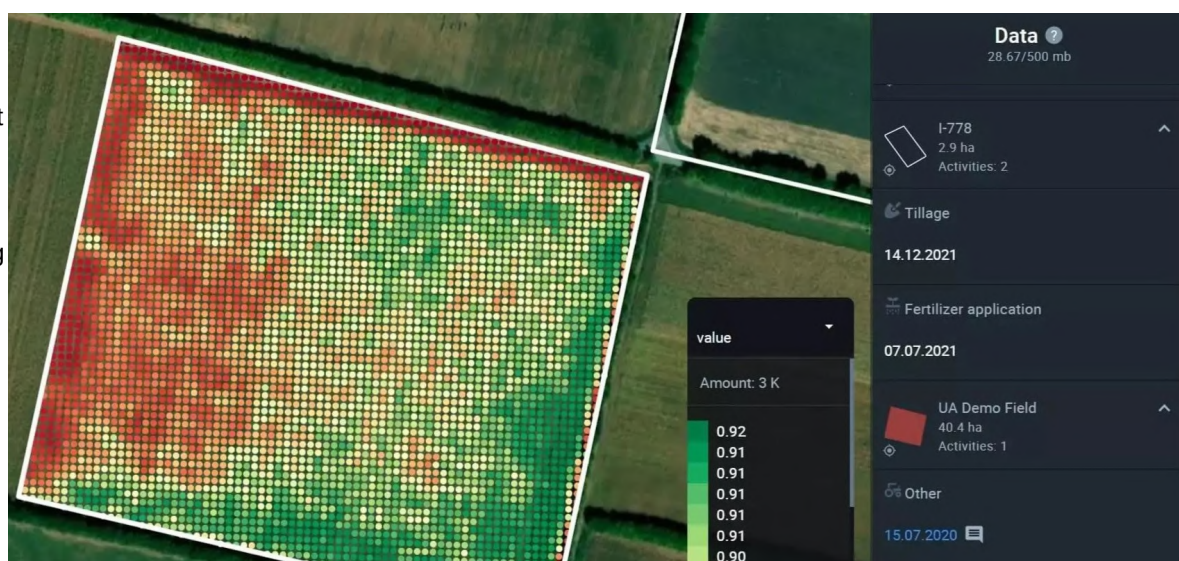 t
g
Data ?
28.67/500 mb
I-778
2.9 ha
Activities: 2
Tillage
14.12.2021
Fertilizer application
07.07.2021
UA Demo Field
40.4 ha
Activities: 1
Other
15.07.2020
value
Amount: 3 K
0.92
0.91
0.91
0.91
0.91
0.91
0.90